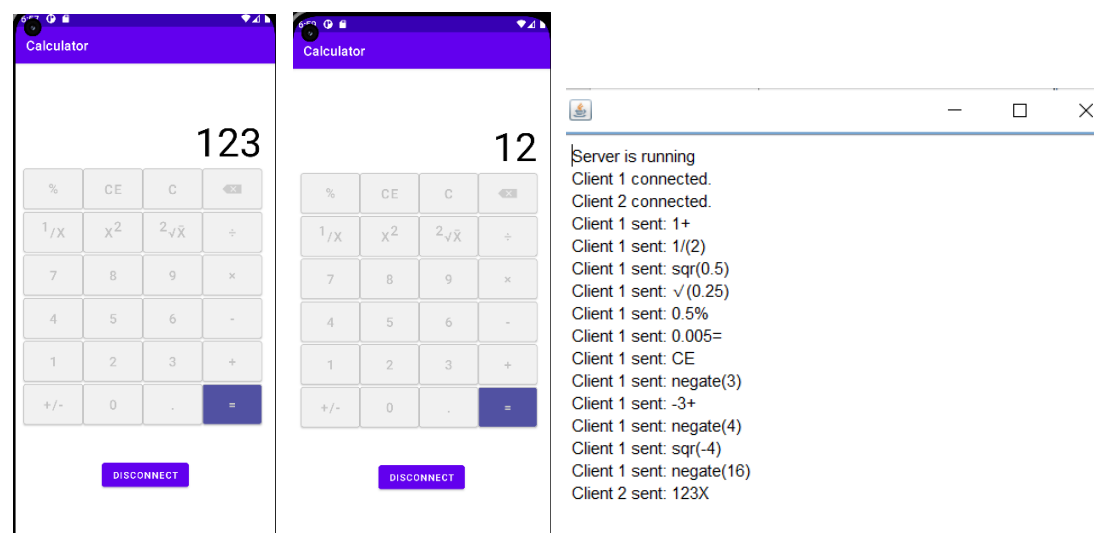 6:57
Calculator
123
% CE C
1/X X2 2√X̄ ÷
7 8 9 ×
4 5 6 -
1 2 3 +
+/- 0 . =
DISCONNECT
Calculator
12
% CE C
1/X X2 2√X̄ ÷
7 8 9 ×
4 5 6 -
1 2 3 +
+/- 0 . =
DISCONNECT
Server is running
Client 1 connected.
Client 2 connected.
Client 1 sent: 1+
Client 1 sent: 1/(2)
Client 1 sent: sqr(0.5)
Client 1 sent: √(0.25)
Client 1 sent: 0.5%
Client 1 sent: 0.005=
Client 1 sent: CE
Client 1 sent: negate(3)
Client 1 sent: -3+
Client 1 sent: negate(4)
Client 1 sent: sqr(-4)
Client 1 sent: negate(16)
Client 2 sent: 123X